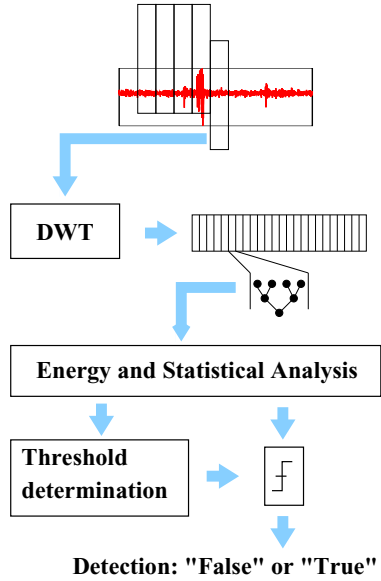 DWT
Energy and Statistical Analysis
Threshold
determination
Detection: "False" or "True"